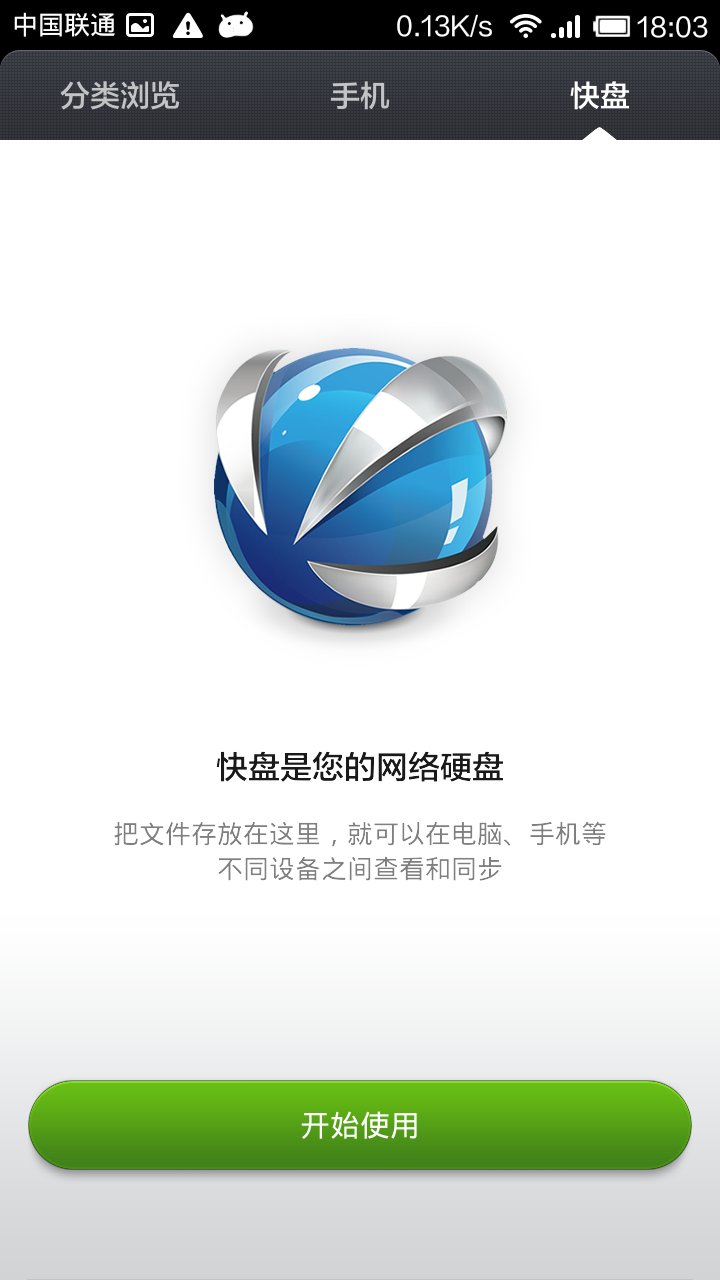 中国联通 0.13K/s 18:03
分类浏览 手机 快盘
快盘是您的网络硬盘
把文件存放在这里，就可以在电脑、手机等
不同设备之间查看和同步
开始使用